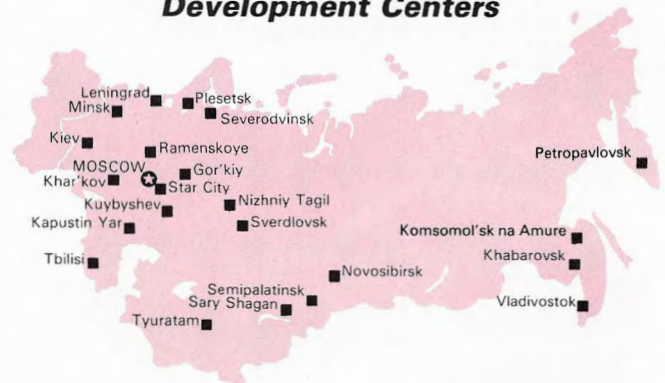 Development Centers
Leningrad
Plesetsk
Minsk
Severodvinsk
Kiev
Ramenskoye
Petropavlovsk
MOSCOW
Gor'kiy
Khar'kov
Star City
Kuybyshev
Nizhniy Tagil
Kapustin Yar
Sverdlovsk
Komsomol'sk na Amure
Tbilisi
Khabarovsk
Novosibirsk
Semipalatinsk
Sary Shagan
Vladivostok
Tyuratam